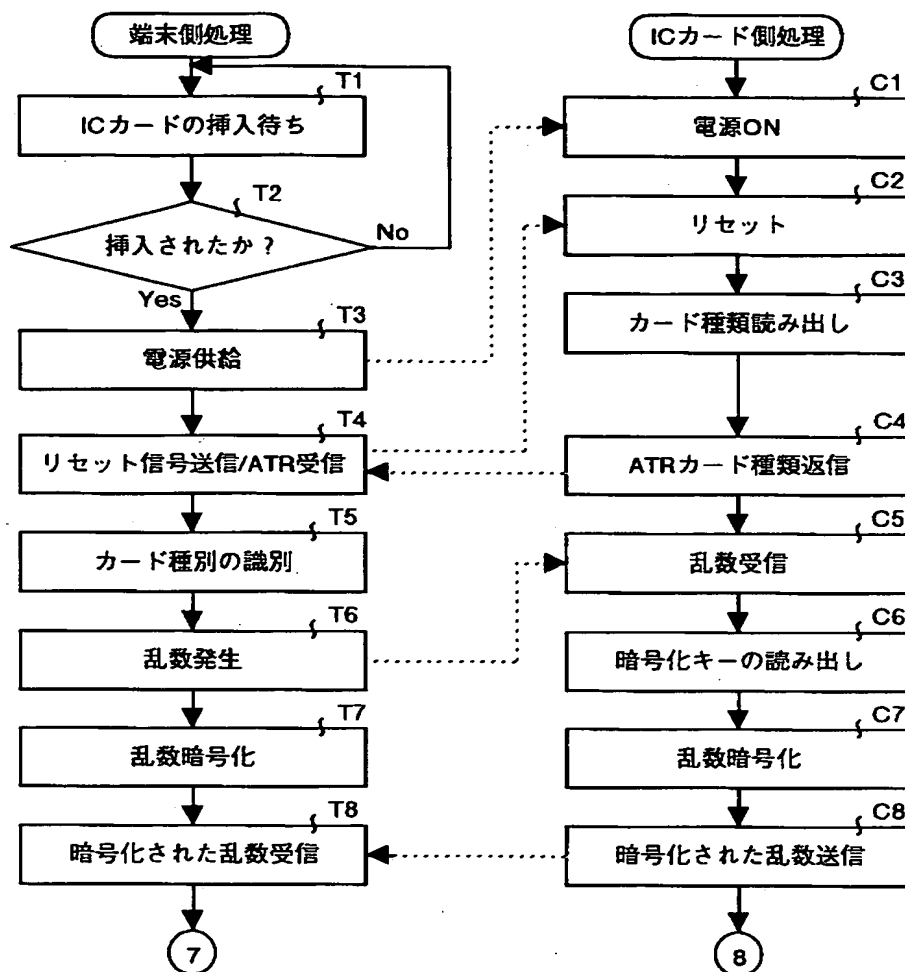 端末側処理
T1
ICカードの挿入待ち
T2
挿入されたか?
No
Yes
T3
電源供給
T4
リセット信号送信/ATR受信
T5
カード種別の識別
T6
乱数発生
T7
乱数暗号化
T8
暗号化された乱数受信
7
ICカード側処理
C1
電源ON
C2
リセット
C3
カード種類読み出し
C4
ATRカード種類返信
C5
乱数受信
C6
暗号化キーの読み出し
C7
乱数暗号化
C8
暗号化された乱数送信
8